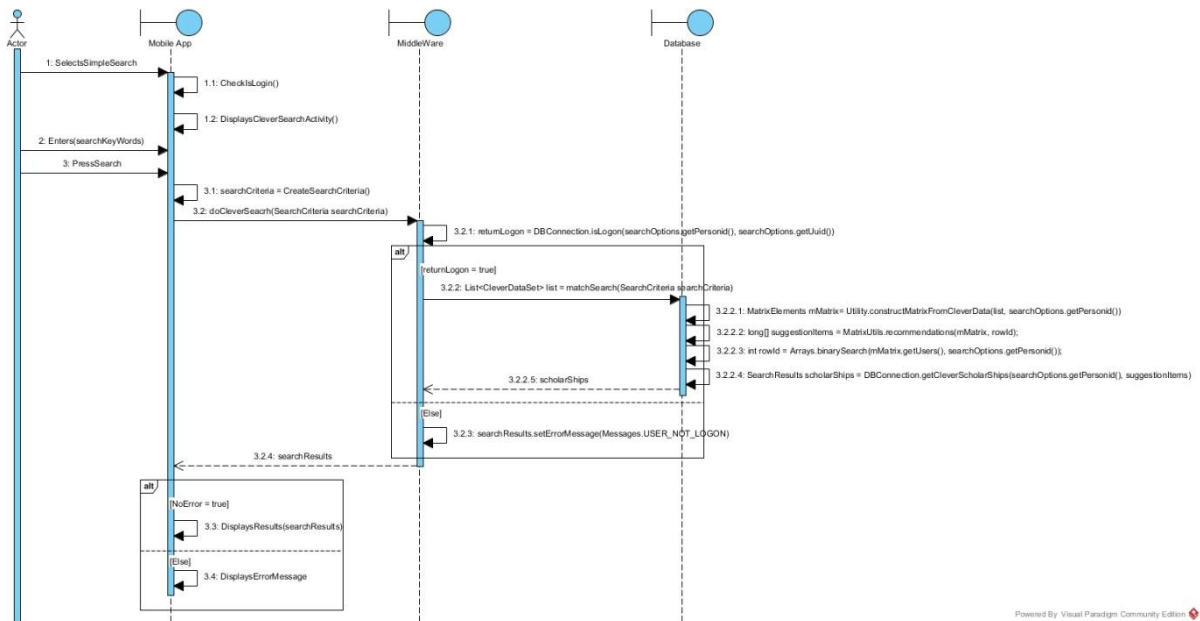 Actor
Mobile App
MiddleWare
Database
1: SelectsSimpleSearch
1.1: CheckIsLogin()
1.2: DisplaysCleverSearchActivity()
2: Enters(searchKeyWords)
3: PressSearch
3.1: searchCriteria = CreateSearchCriteria()
3.2: doCleverSeacrh(SearchCriteria searchCriteria)
3.2.1: returnLogon = DBConnection.isLogon(searchOptions.getPersonid(), searchOptions.getUuid())
alt
[returnLogon = true]
3.2.2: List<CleverDataSet> list = matchSearch(SearchCriteria searchCriteria)
3.2.2.1: MatrixElements mMatrix= Utility.constructMatrixFromCleverData(list, searchOptions.getPersonid())
3.2.2.2: long[] suggestionItems = MatrixUtils.recommendations(mMatrix, rowId);
3.2.2.3: int rowId = Arrays.binarySearch(mMatrix.getUsers(), searchOptions.getPersonid());
3.2.2.4: SearchResults scholarShips = DBConnection.getCleverScholarShips(searchOptions.getPersonid(), suggestionItems)
3.2.2.5: scholarShips
[Else]
3.2.3: searchResults.setErrorMessage(Messages.USER_NOT_LOGON)
3.2.4: searchResults
alt
[NoError = true]
3.3: DisplaysResults(searchResults)
[Else]
3.4: DisplaysErrorMessage
Powered By Visual Paradigm Community Edition